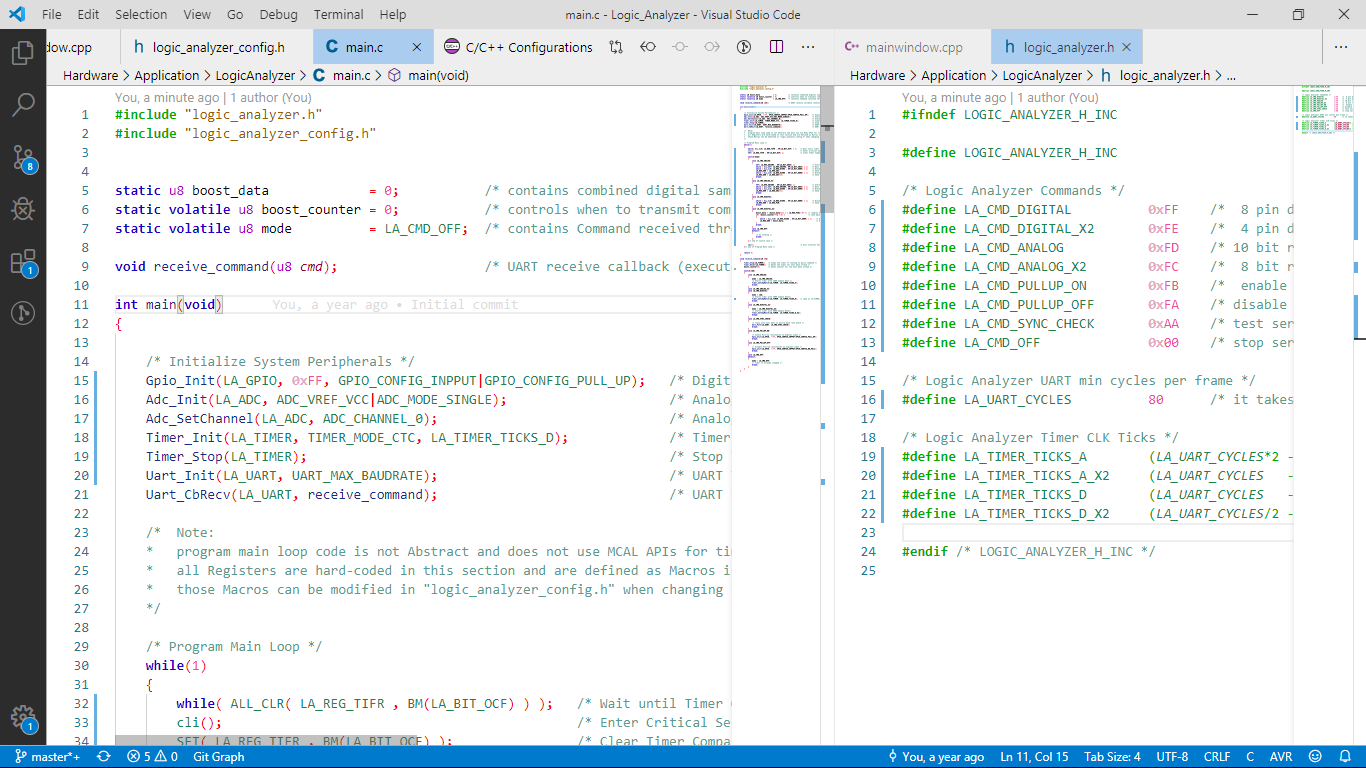 File Edit Selection View Go Debug Terminal Help main.c - Logic_Analyzer - Visual Studio Code
dow.cpp logic_analyzer_config.h main.c C/C++ Configurations
Hardware > Application > LogicAnalyzer > C main.c > main(void)
You, a minute ago | 1 author (You)
1 #include "logic_analyzer.h"
2 #include "logic_analyzer_config.h"
3
4
5 static u8 boost_data = 0; /* contains combined digital sam
6 static volatile u8 boost_counter = 0; /* controls when to transmit com
7 static volatile u8 mode = LA_CMD_OFF; /* contains Command received thr
8
9 void receive_command(u8 cmd); /* UART receive callback (execut
10
11 int main(void) You, a year ago • Initial commit
12 {
13
14 /* Initialize System Peripherals */
15 Gpio_Init(LA_GPIO, 0xFF, GPIO_CONFIG_INPPUT|GPIO_CONFIG_PULL_UP); /* Digit
16 Adc_Init(LA_ADC, ADC_VREF_VCC|ADC_MODE_SINGLE); /* Analo
17 Adc_SetChannel(LA_ADC, ADC_CHANNEL_0); /* Analo
18 Timer_Init(LA_TIMER, TIMER_MODE_CTC, LA_TIMER_TICKS_D); /* Timer
19 Timer_Stop(LA_TIMER); /* Stop
20 Uart_Init(LA_UART, UART_MAX_BAUDRATE); /* UART
21 Uart_CbRecv(LA_UART, receive_command); /* UART
22
23 /* Note:
24 * program main loop code is not Abstract and does not use MCAL APIs for ti
25 * all Registers are hard-coded in this section and are defined as Macros i
26 * those Macros can be modified in "logic_analyzer_config.h" when changing
27 */
28
29 /* Program Main Loop */
30 while(1)
31 {
32 while( ALL_CLR( LA_REG_TIFR , BM(LA_BIT_OCF) ) ); /* Wait until Timer
33 cli(); /* Enter Critical Se
34 SET( LA_REG_TIFR , BM(LA_BIT_OCF) ); /* Clear Timer Compa
mainwindow.cpp logic_analyzer.h
Hardware > Application > LogicAnalyzer > h logic_analyzer.h > ...
You, a minute ago | 1 author (You)
1 #ifndef LOGIC_ANALYZER_H_INC
2
3 #define LOGIC_ANALYZER_H_INC
4
5 /* Logic Analyzer Commands */
6 #define LA_CMD_DIGITAL 0xFF /* 8 pin d
7 #define LA_CMD_DIGITAL_X2 0xFE /* 4 pin d
8 #define LA_CMD_ANALOG 0xFD /* 10 bit r
9 #define LA_CMD_ANALOG_X2 0xFC /* 8 bit r
10 #define LA_CMD_PULLUP_ON 0xFB /* enable
11 #define LA_CMD_PULLUP_OFF 0xFA /* disable
12 #define LA_CMD_SYNC_CHECK 0xAA /* test ser
13 #define LA_CMD_OFF 0x00 /* stop ser
14
15 /* Logic Analyzer UART min cycles per frame */
16 #define LA_UART_CYCLES 80 /* it takes
17
18 /* Logic Analyzer Timer CLK Ticks */
19 #define LA_TIMER_TICKS_A (LA_UART_CYCLES*2 -
20 #define LA_TIMER_TICKS_A_X2 (LA_UART_CYCLES -
21 #define LA_TIMER_TICKS_D (LA_UART_CYCLES -
22 #define LA_TIMER_TICKS_D_X2 (LA_UART_CYCLES/2 -
23
24 #endif /* LOGIC_ANALYZER_H_INC */
25
8
1
1
master*+ 5 0 Git Graph You, a year ago Ln 11, Col 15 Tab Size: 4 UTF-8 CRLF C AVR